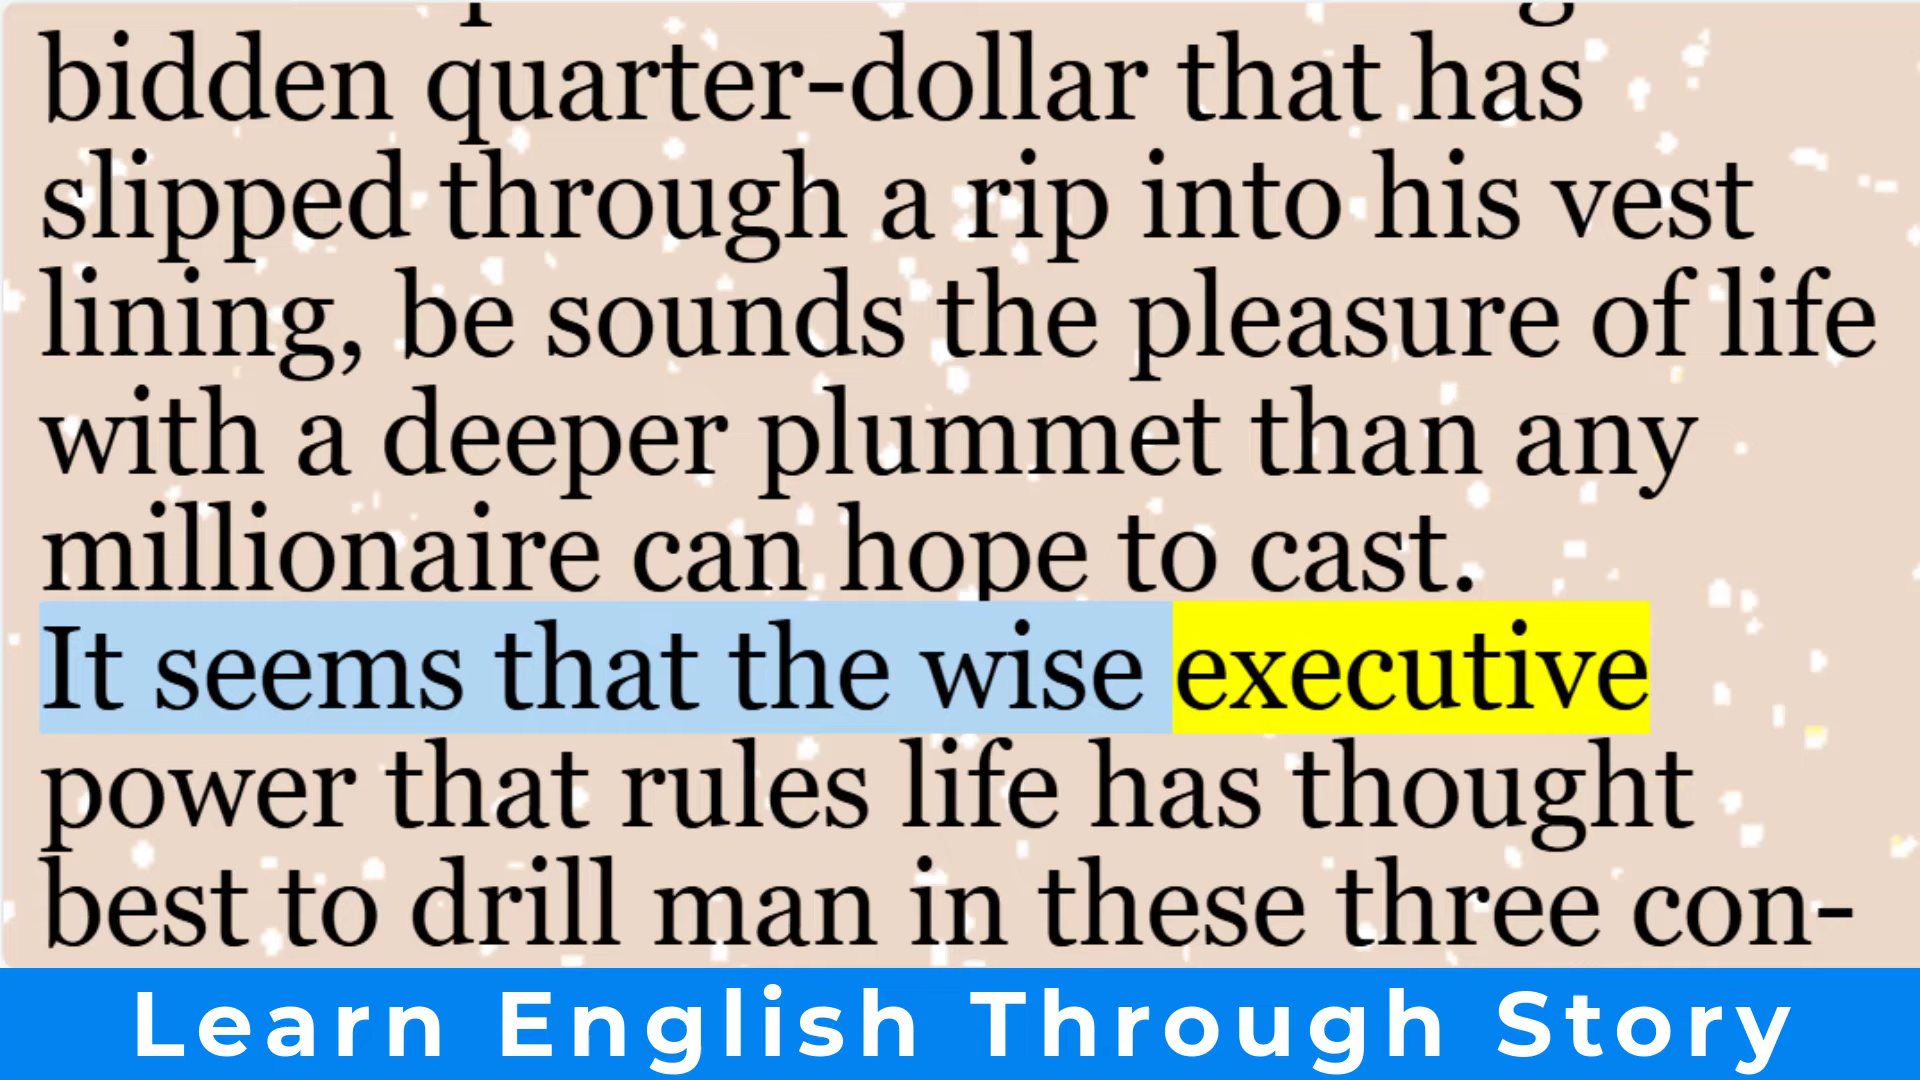 bidden quarter-dollar that has
slipped through a rip into his vest
lining, be sounds the pleasure of life
with a deeper plummet than any
millionaire can hope to cast.
It seems that the wise executive
power that rules life has thought
best to drill man in these three con-
Learn English Through Story